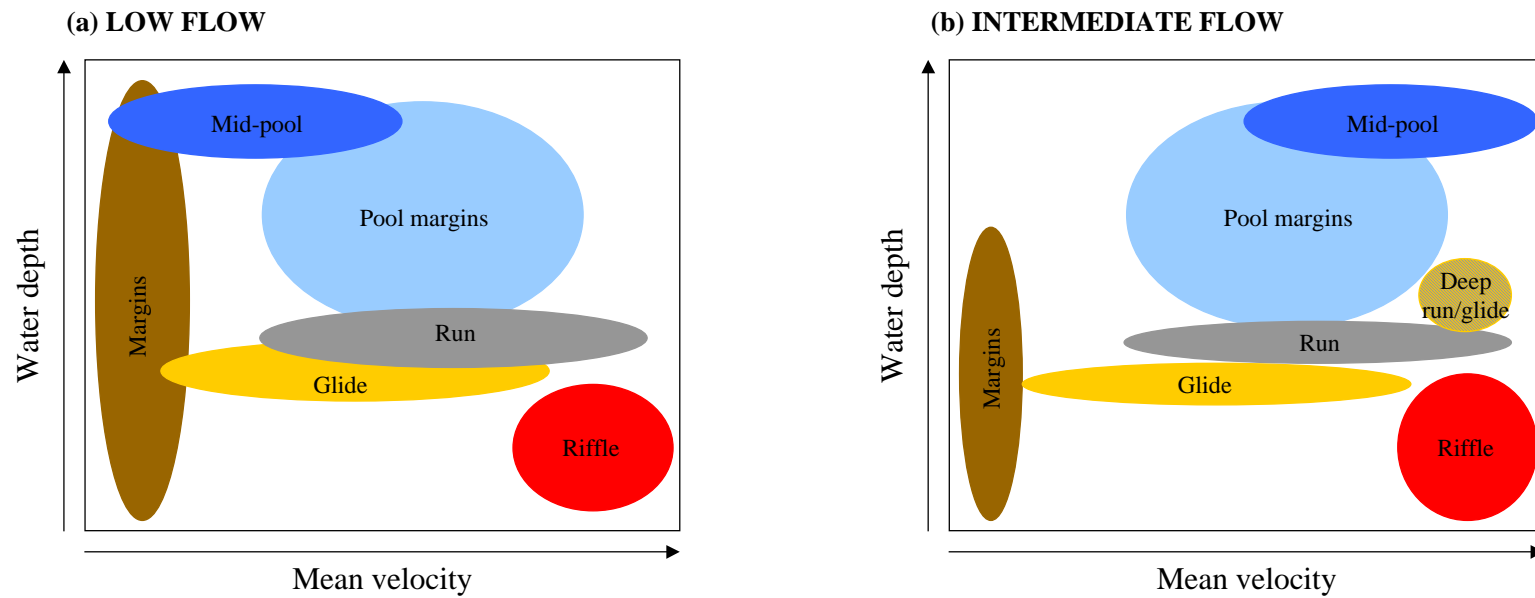 (a) LOW FLOW
Mid-pool
Pool margins
Margins
Run
Glide
Riffle
Water depth
Mean velocity
(b) INTERMEDIATE FLOW
Mid-pool
Pool margins
Deep
run/glide
Margins
Run
Glide
Riffle
Water depth
Mean velocity